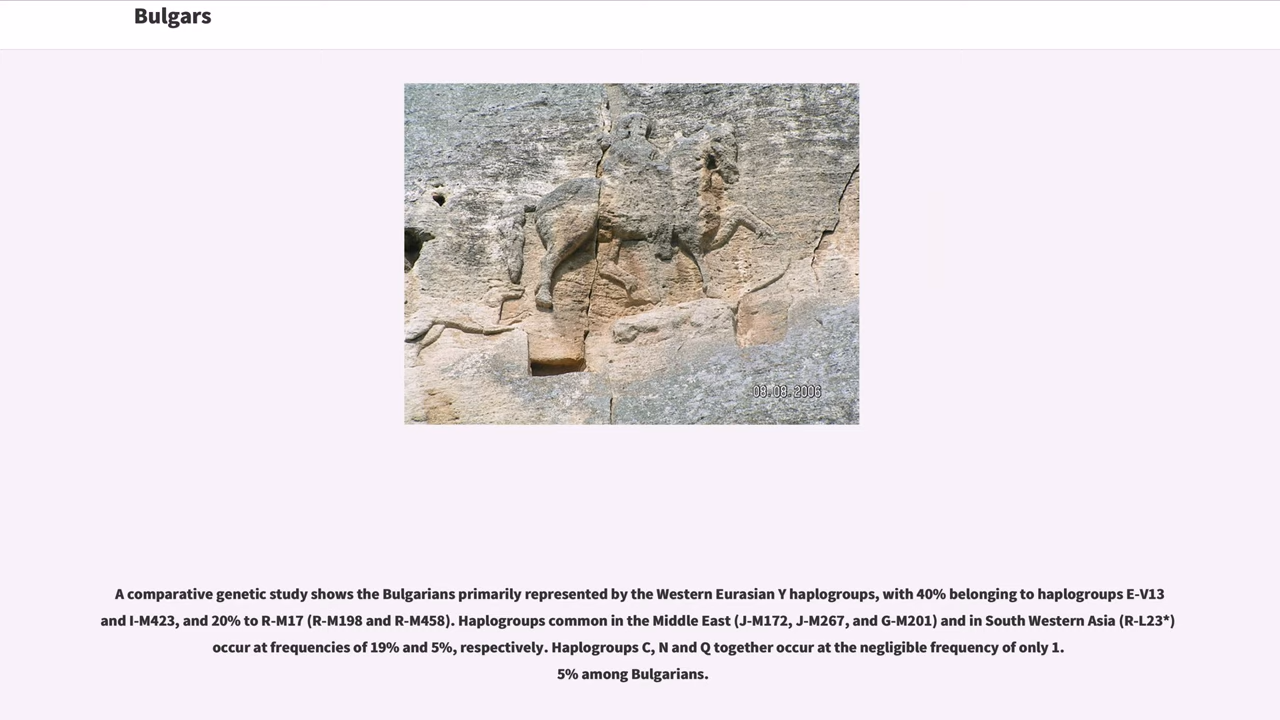 Bulgars
09.08.2006
A comparative genetic study shows the Bulgarians primarily represented by the Western Eurasian Y haplogroups, with 40% belonging to haplogroups E-V13
and I-M423, and 20% to R-M17 (R-M198 and R-M458). Haplogroups common in the Middle East (J-M172, J-M267, and G-M201) and in South Western Asia (R-L23*)
occur at frequencies of 19% and 5%, respectively. Haplogroups C, N and Q together occur at the negligible frequency of only 1.
5% among Bulgarians.